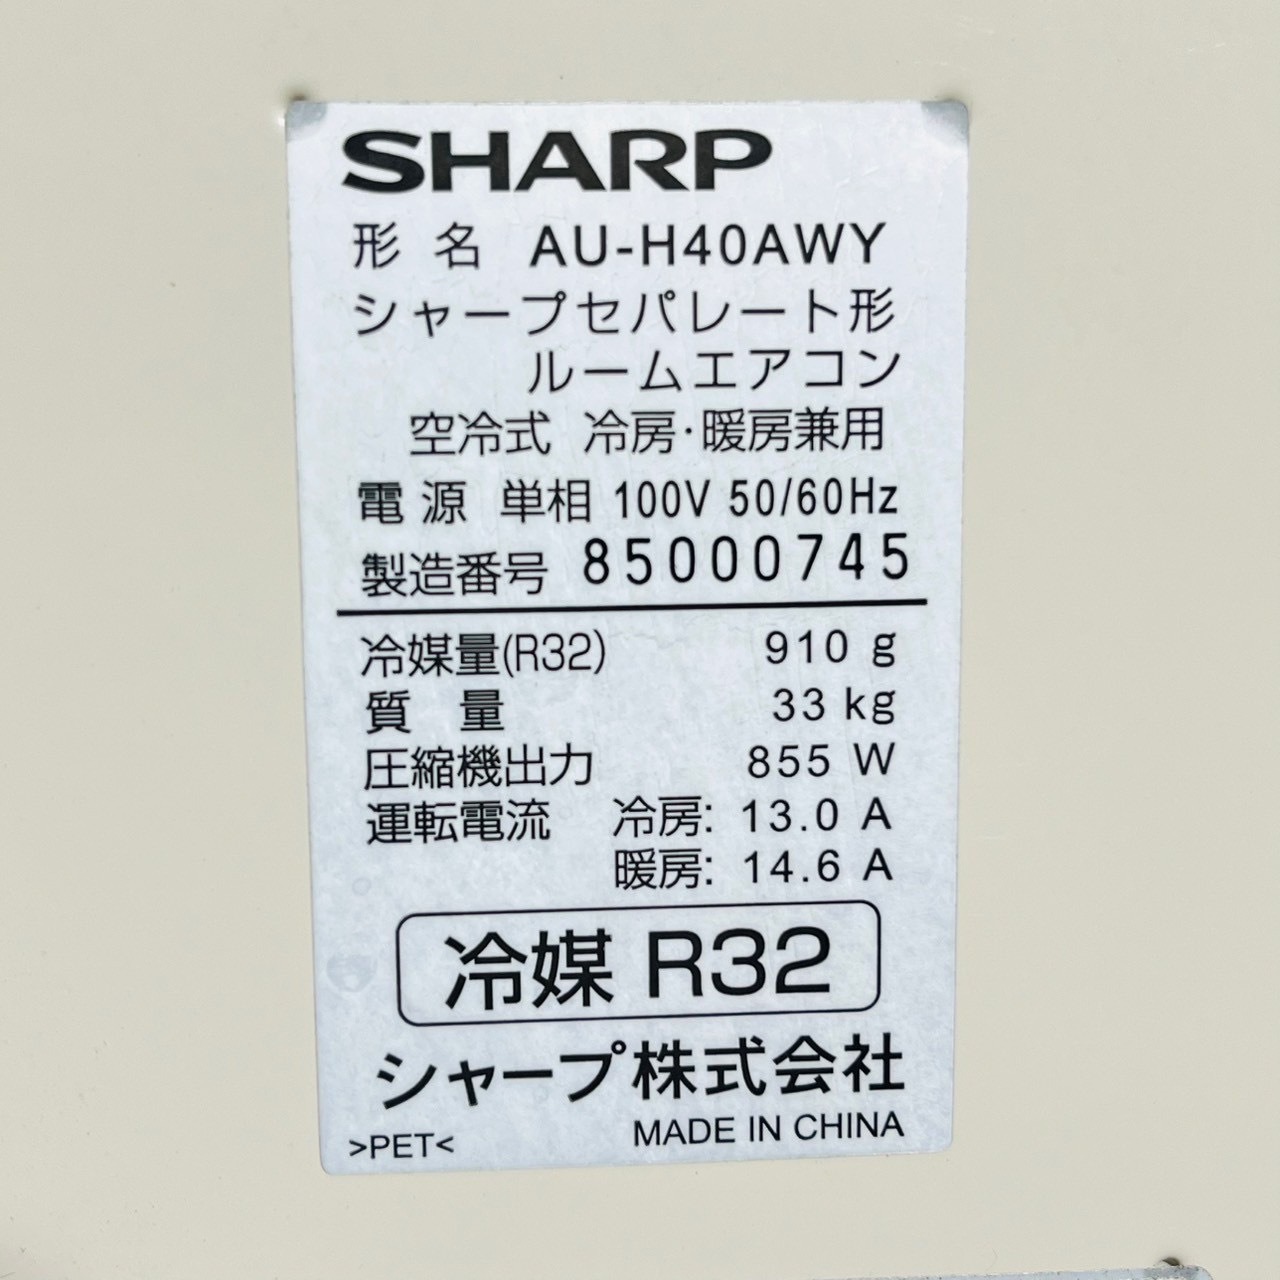 SHARP
形名 AU-H40AWY
シャープセパレート形
ルームエアコン
空冷式 冷房・暖房兼用
電源 単相 100V 50/60Hz
製造番号 85000745
冷媒量(R32) 910 g
質量 33 kg
圧縮機出力 855 W
運転電流 冷房: 13.0 A
暖房: 14.6 A
冷媒 R32
シャープ株式会社
>PET< MADE IN CHINA